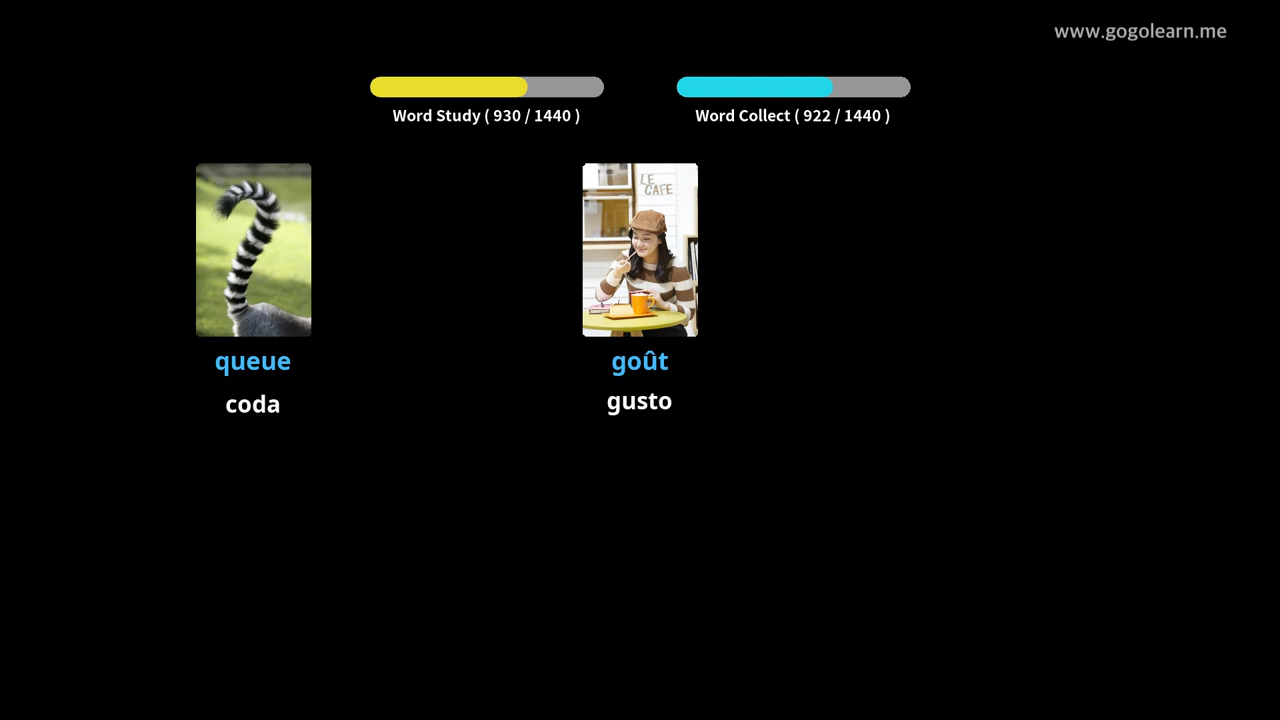 www.gogolearn.me
Word Study ( 930 / 1440 )
Word Collect ( 922 / 1440 )
LE
CAFE
queue
goût
coda
gusto